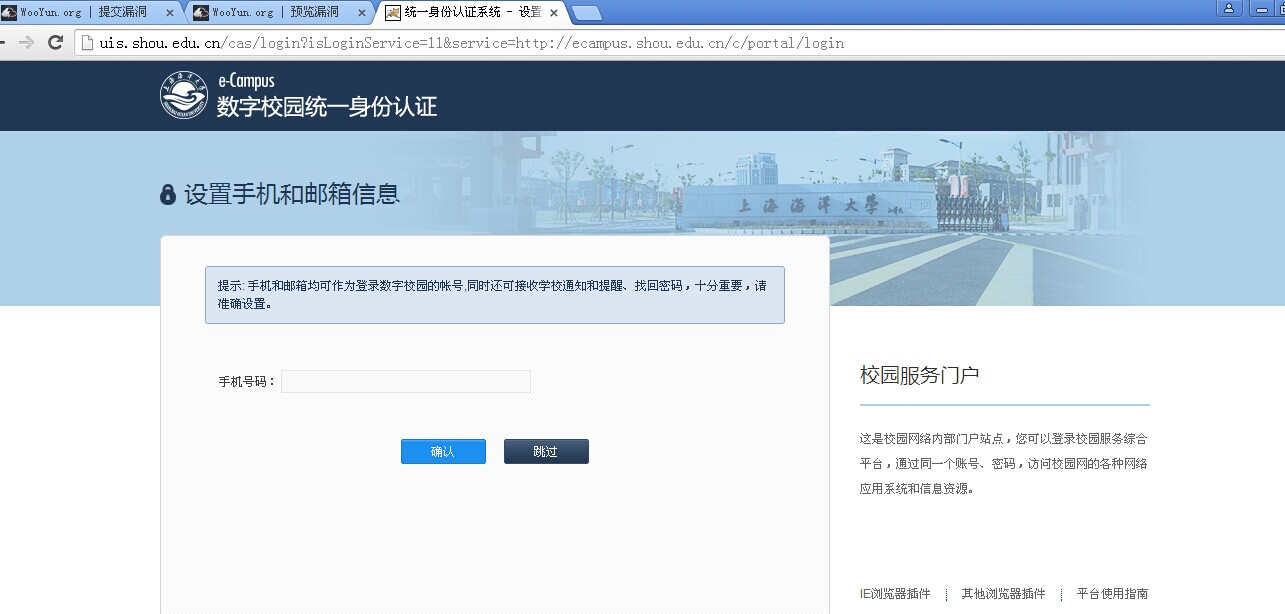 WooYun.org | 提交漏洞
WooYun.org | 预览漏洞
统一身份认证系统 - 设置
uis.shou.edu.cn/cas/login?isLoginService=11&service=http://ecampus.shou.edu.cn/c/portal/login
e-Campus
数字校园统一身份认证
设置手机和邮箱信息
上海海洋大学
提示: 手机和邮箱均可作为登录数字校园的帐号,同时还可接收学校通知和提醒、找回密码，十分重要，请
准确设置。
手机号码：
确认
跳过
校园服务门户
这是校园网络内部门户站点，您可以登录校园服务综合
平台，通过同一个账号、密码，访问校园网的各种网络
应用系统和信息资源。
IE浏览器插件 | 其他浏览器插件 | 平台使用指南